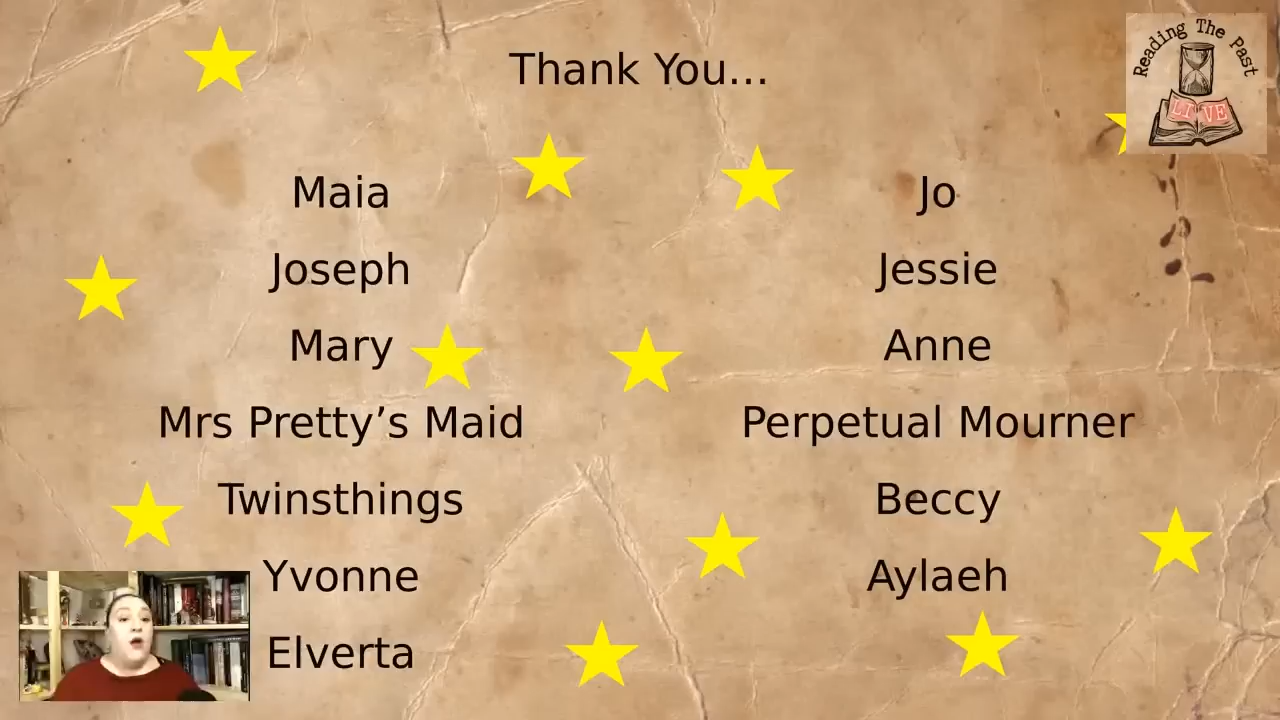 Thank You...
Reading The Past
LIVE
Maia
Joseph
Mary
Mrs Pretty’s Maid
Twinsthings
Yvonne
Elverta
Jo
Jessie
Anne
Perpetual Mourner
Beccy
Aylaeh